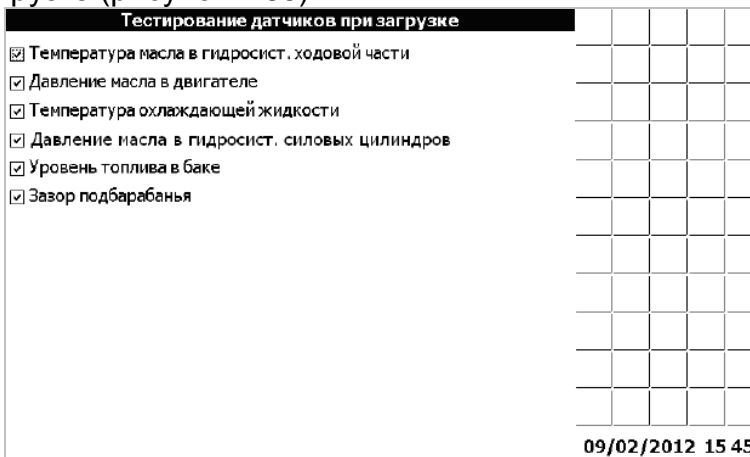 Тестирование датчиков при загрузке
Температура масла в гидросист. ходовой части
Давление масла в двигателе
Температура охлаждающей жидкости
Давление масла в гидросист. силовых цилиндров
Уровень топлива в баке
Зазор подбарабанья
09/02/2012 15 45